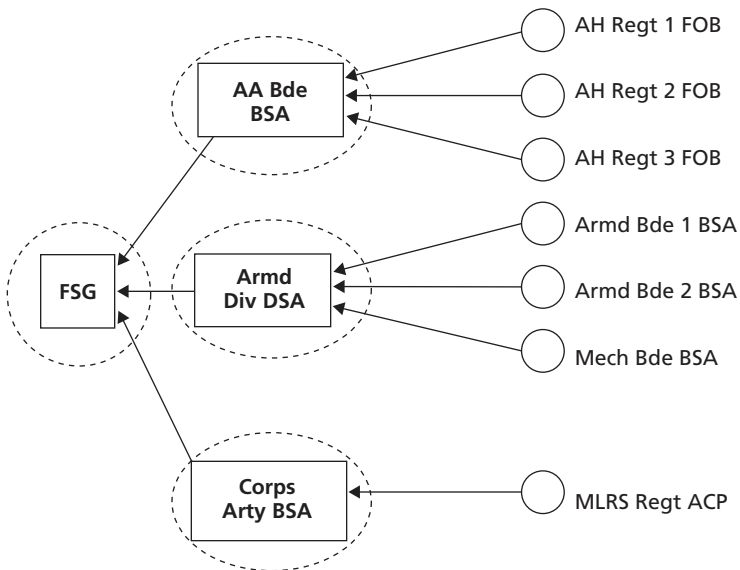 AA Bde
BSA
AH Regt 1 FOB
AH Regt 2 FOB
AH Regt 3 FOB
FSG
Armd
Div DSA
Armd Bde 1 BSA
Armd Bde 2 BSA
Mech Bde BSA
Corps
Arty BSA
MLRS Regt ACP